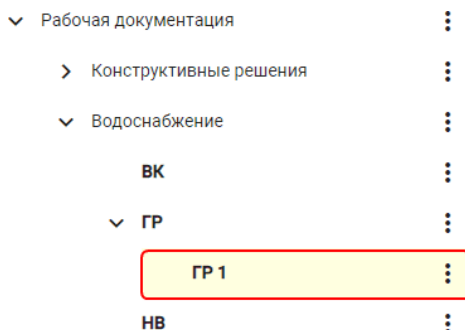 Рабочая документация
Конструктивные решения
Водоснабжение
ВК
ГР
ГР 1
НВ